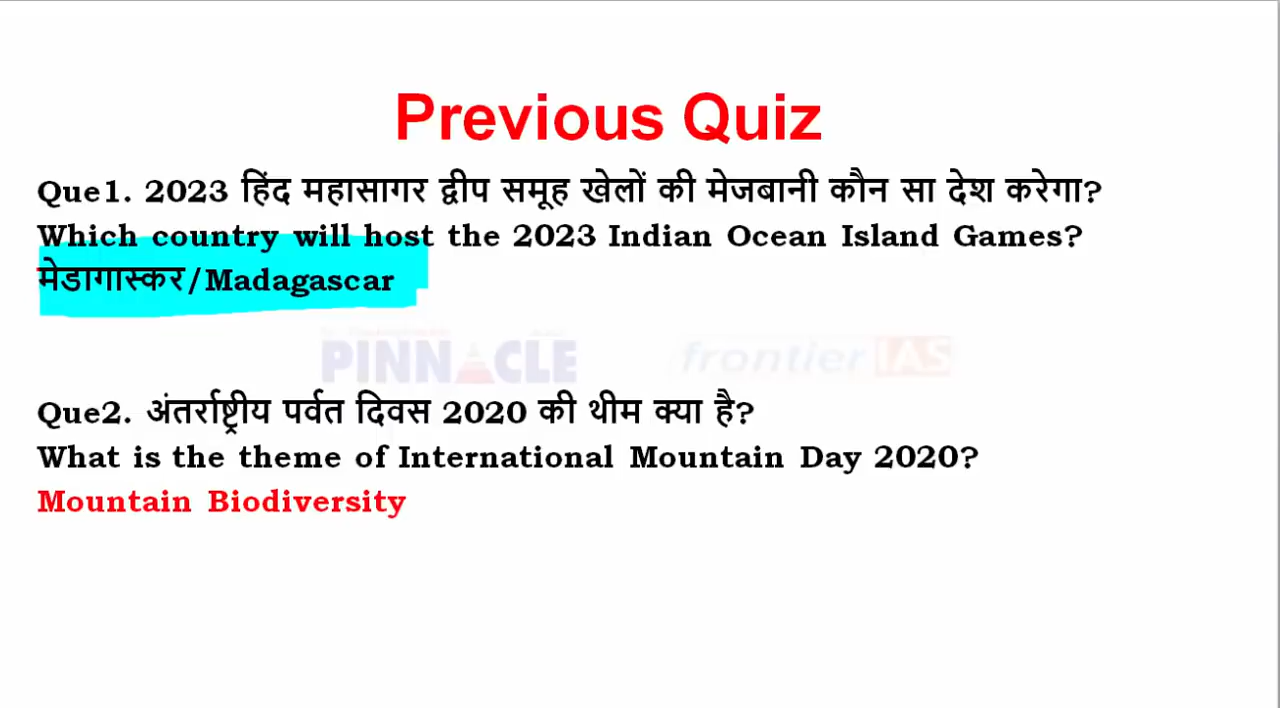 Previous Quiz
Que1. 2023 हिंद महासागर द्वीप समूह खेलों की मेजबानी कौन सा देश करेगा?
Which country will host the 2023 Indian Ocean Island Games?
मेडागास्कर/Madagascar
PINNACLE frontier IAS
Que2. अंतर्राष्ट्रीय पर्वत दिवस 2020 की थीम क्या है?
What is the theme of International Mountain Day 2020?
Mountain Biodiversity